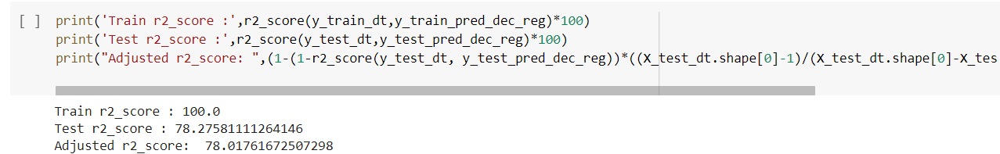 [ ] print('Train r2_score :',r2_score(y_train_dt,y_train_pred_dec_reg)*100)
print('Test r2_score :',r2_score(y_test_dt,y_test_pred_dec_reg)*100)
print("Adjusted r2_score: ",(1-(1-r2_score(y_test_dt, y_test_pred_dec_reg))*((X_test_dt.shape[0]-1)/(X_test_dt.shape[0]-X_tes
Train r2_score : 100.0
Test r2_score : 78.27581111264146
Adjusted r2_score:  78.01761672507298